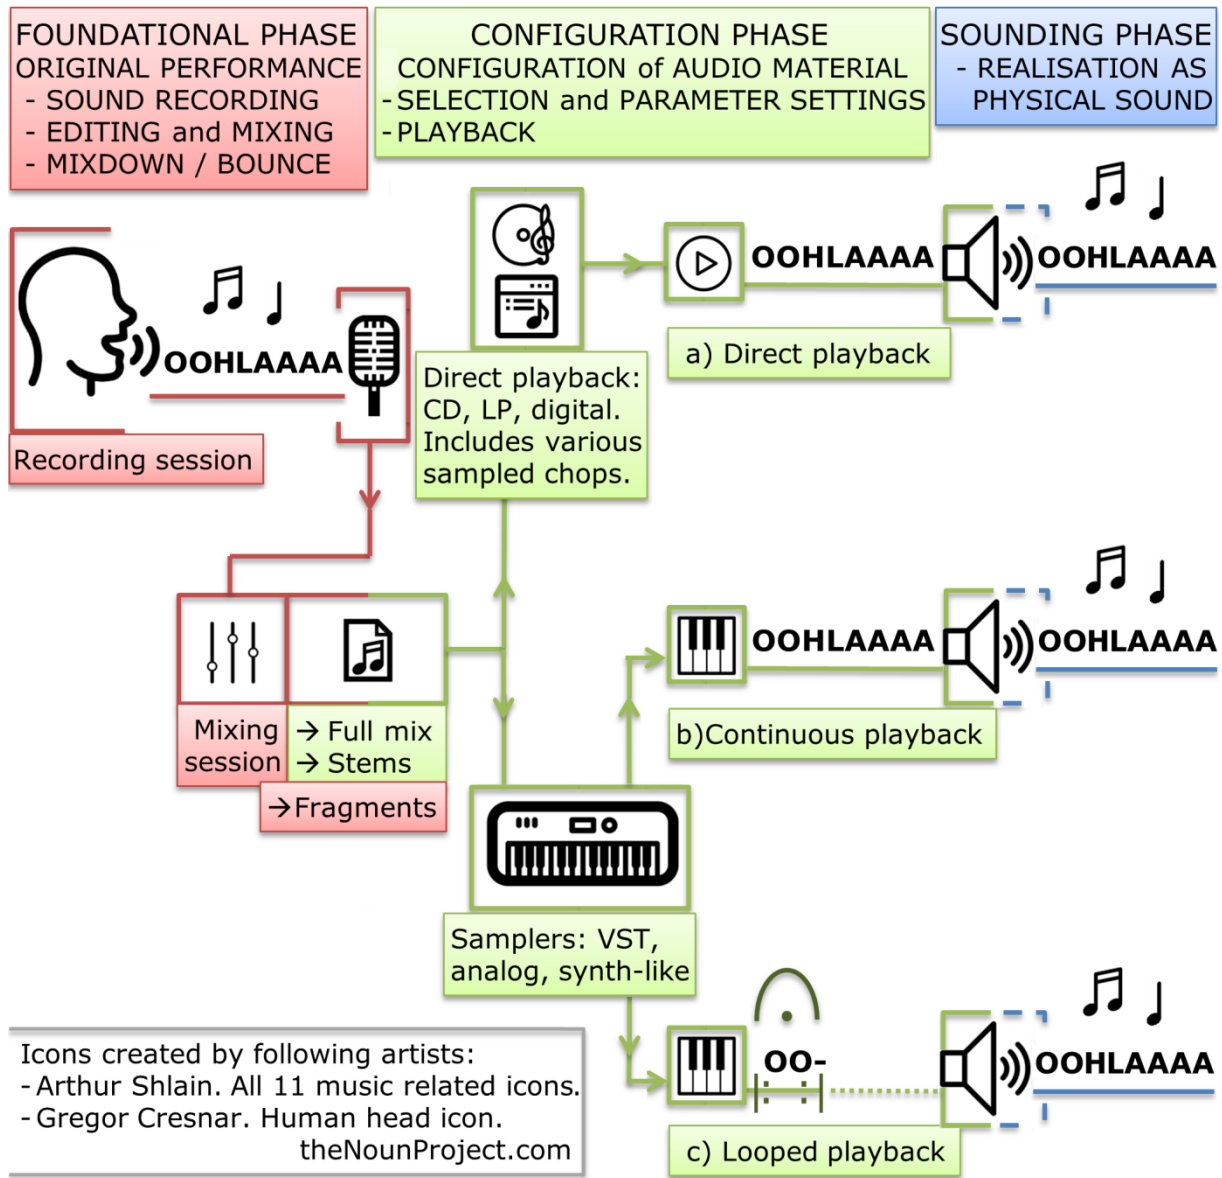 FOUNDATIONAL PHASE
ORIGINAL PERFORMANCE
- SOUND RECORDING
- EDITING and MIXING
- MIXDOWN / BOUNCE
CONFIGURATION PHASE
CONFIGURATION of AUDIO MATERIAL
-SELECTION and PARAMETER SETTINGS
-PLAYBACK
SOUNDING PHASE
- REALISATION AS
PHYSICAL SOUND
OOHLAAAA
Recording session
Direct playback:
CD, LP, digital.
Includes various
sampled chops.
OOHLAAAA
OOHLAAAA
a) Direct playback
Mixing
session
→ Full mix
→ Stems
→Fragments
OOHLAAAA
OOHLAAAA
b)Continuous playback
Samplers: VST,
analog, synth-like
OO-
OOHLAAAA
c) Looped playback
Icons created by following artists:
-Arthur Shlain. All 11 music related icons.
-Gregor Cresnar. Human head icon.
theNounProject.com